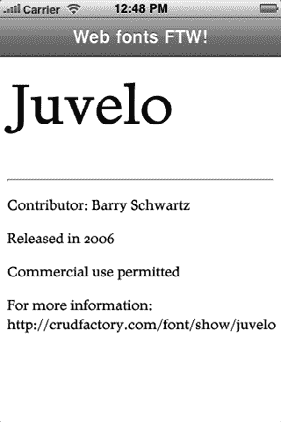 Carrier 12:48 PM
Web fonts FTW!
Juvelo
Contributor: Barry Schwartz
Released in 2006
Commercial use permitted
For more information:
http://crudfactory.com/font/show/juvelo